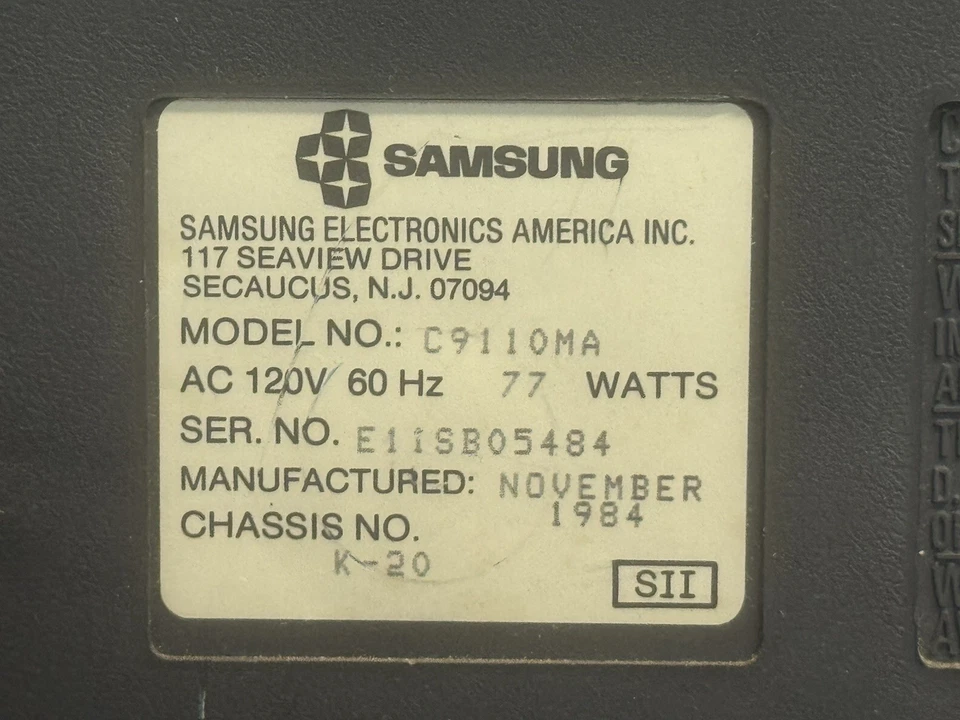 SAMSUNG
SAMSUNG ELECTRONICS AMERICA INC.
117 SEAVIEW DRIVE
SECAUCUS, N.J. 07094
MODEL NO.: C9110MA
AC 120V 60 Hz 77 WATTS
SER. NO. E11SB05484
MANUFACTURED: NOVEMBER
1984
CHASSIS NO.
K-20
SII